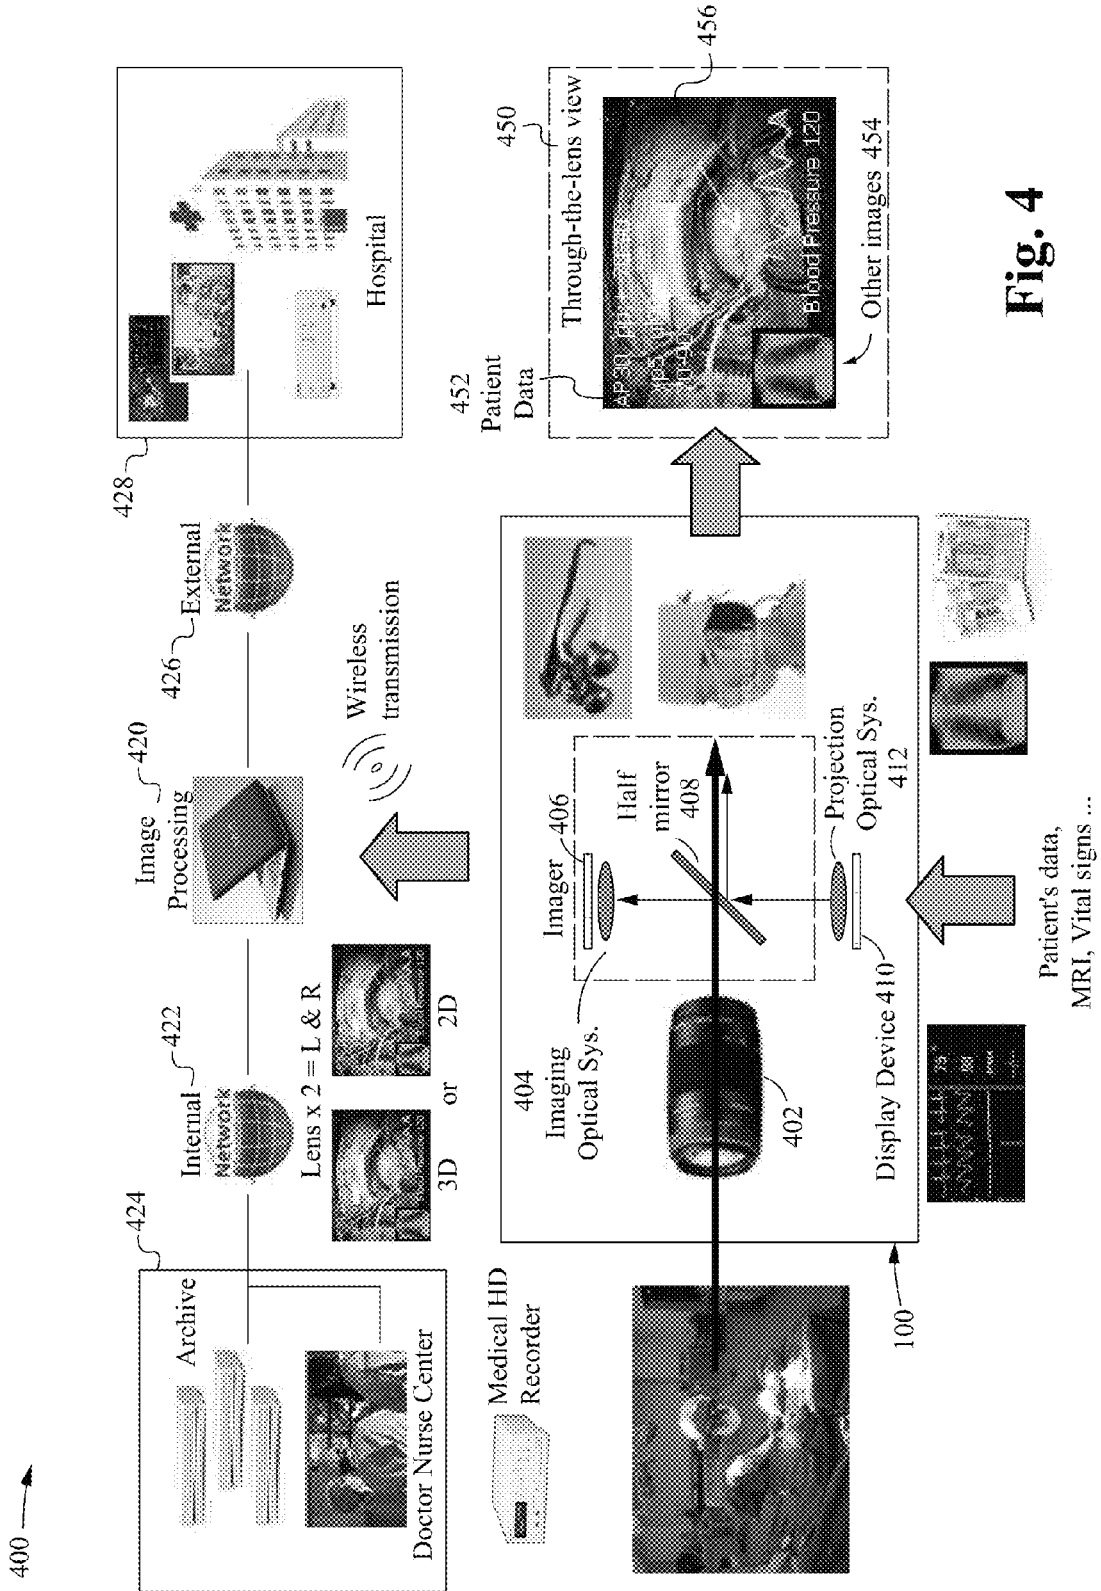 400
424
Archive
Doctor Nurse Center
422
Internal
Network
420
Image
Processing
426
External
Network
428
Hospital
Lens x 2 = L & R
3D or 2D
Wireless
transmission
Medical HD
Recorder
100
404
Imaging
Optical Sys.
402
Imager
406
Half
mirror
408
Display Device 410
Projection
Optical Sys.
412
Patient's data,
MRI, Vital signs ...
450
Through-the-lens view
452
Patient
Data
Blood Pressure 120
456
Other images 454
Fig. 4